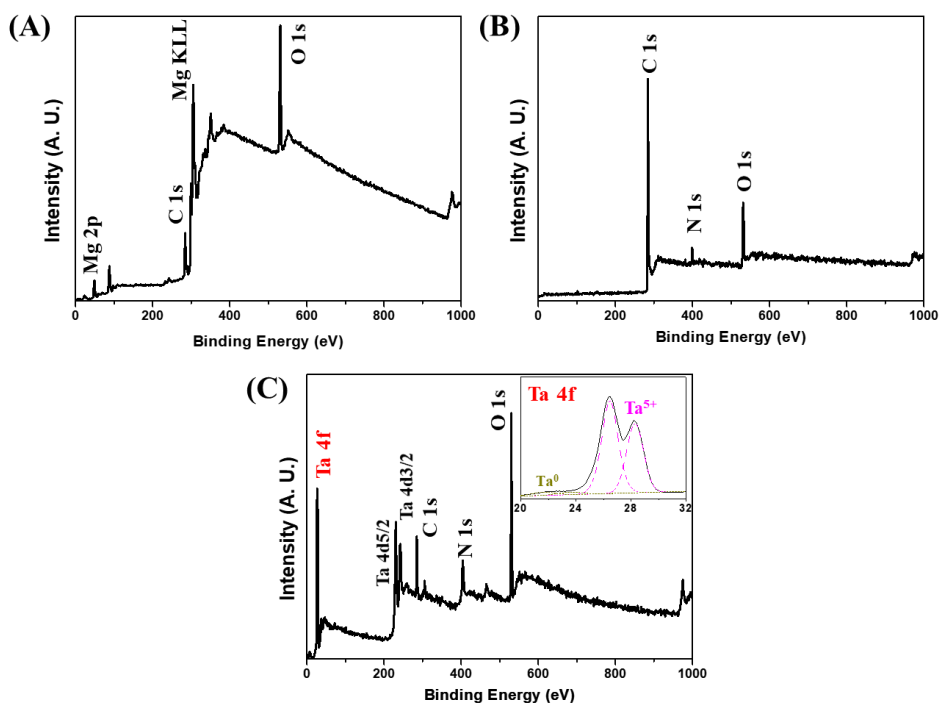 (A)
Intensity (A. U.)
Mg 2p
C 1s
Mg KLL
O 1s
0 200 400 600 800 1000
Binding Energy (eV)
(B)
Intensity (A. U.)
C 1s
N 1s
O 1s
0 200 400 600 800 1000
Binding Energy (eV)
(C)
Intensity (A. U.)
Ta 4f
Ta 4d5/2
Ta 4d3/2
C 1s
N 1s
O 1s
0 200 400 600 800 1000
Binding Energy (eV)
Ta 4f
Ta⁵⁺
Ta⁰
20 24 28 32